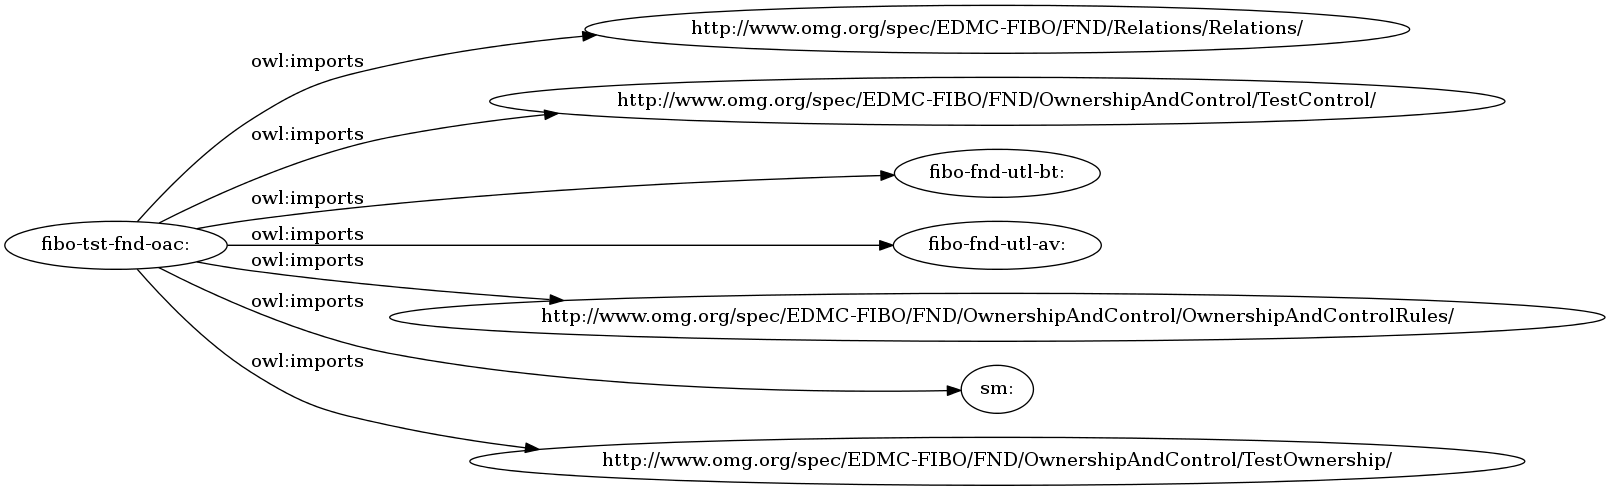 http://www.omg.org/spec/EDMC-FIBO/FND/Relations/Relations/
owl:imports
http://www.omg.org/spec/EDMC-FIBO/FND/OwnershipAndControl/TestControl/
owl:imports
fibo-fnd-utl-bt:
owl:imports
fibo-tst-fnd-oac:
owl:imports
fibo-fnd-utl-av:
owl:imports
http://www.omg.org/spec/EDMC-FIBO/FND/OwnershipAndControl/OwnershipAndControlRules/
owl:imports
sm:
owl:imports
http://www.omg.org/spec/EDMC-FIBO/FND/OwnershipAndControl/TestOwnership/